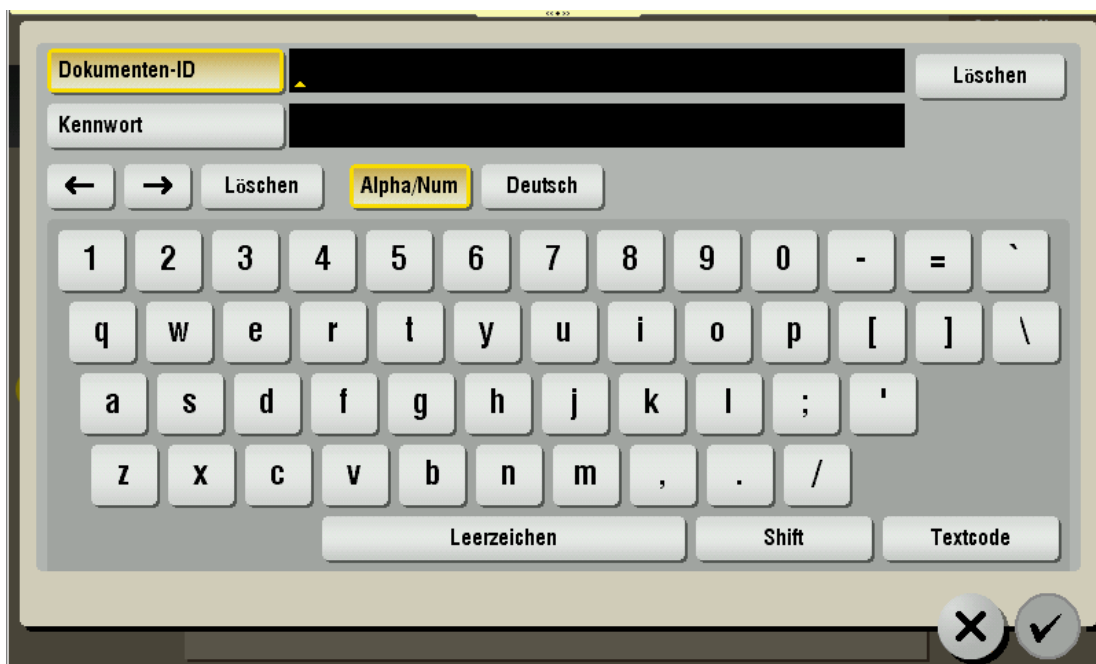 Dokumenten-ID Löschen
Kennwort
← → Löschen Alpha/Num Deutsch
1 2 3 4 5 6 7 8 9 0 - = `
q w e r t y u i o p [ ] \
a s d f g h j k l ; '
z x c v b n m , . /
Leerzeichen Shift Textcode